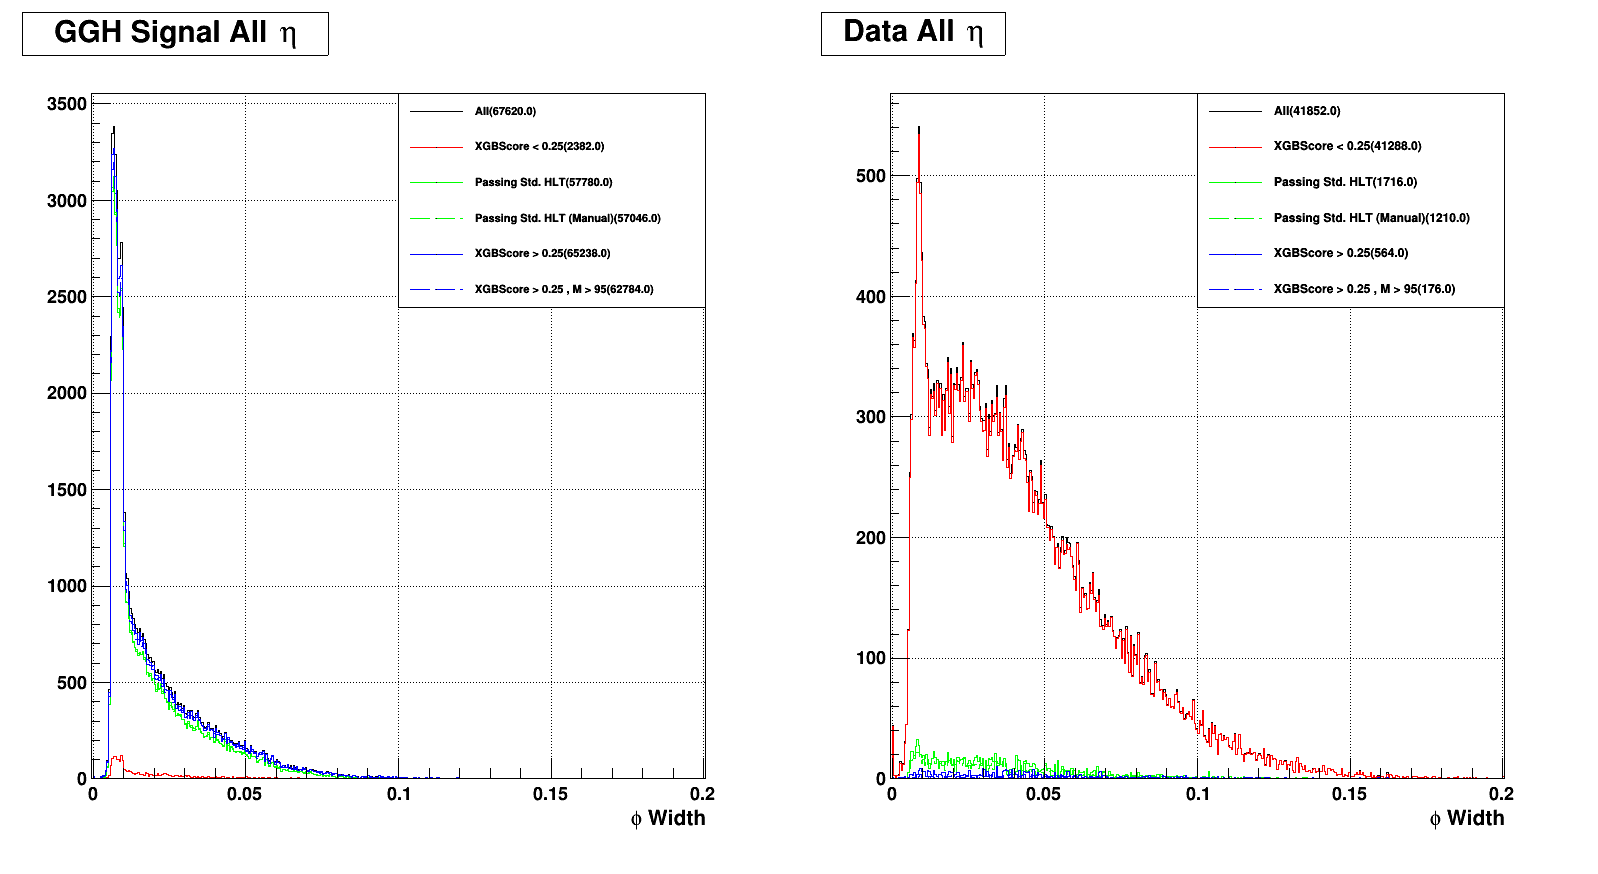 GGH Signal All η
3500
3000
2500
2000
1500
1000
500
0
0
0.05
0.1
0.15
0.2
ϕ Width
All(67620.0)
XGBScore < 0.25(2382.0)
Passing Std. HLT(57780.0)
Passing Std. HLT (Manual)(57046.0)
XGBScore > 0.25(65238.0)
XGBScore > 0.25 , M > 95(62784.0)
Data All η
500
400
300
200
100
0
0
0.05
0.1
0.15
0.2
ϕ Width
All(41852.0)
XGBScore < 0.25(41288.0)
Passing Std. HLT(1716.0)
Passing Std. HLT (Manual)(1210.0)
XGBScore > 0.25(564.0)
XGBScore > 0.25 , M > 95(176.0)